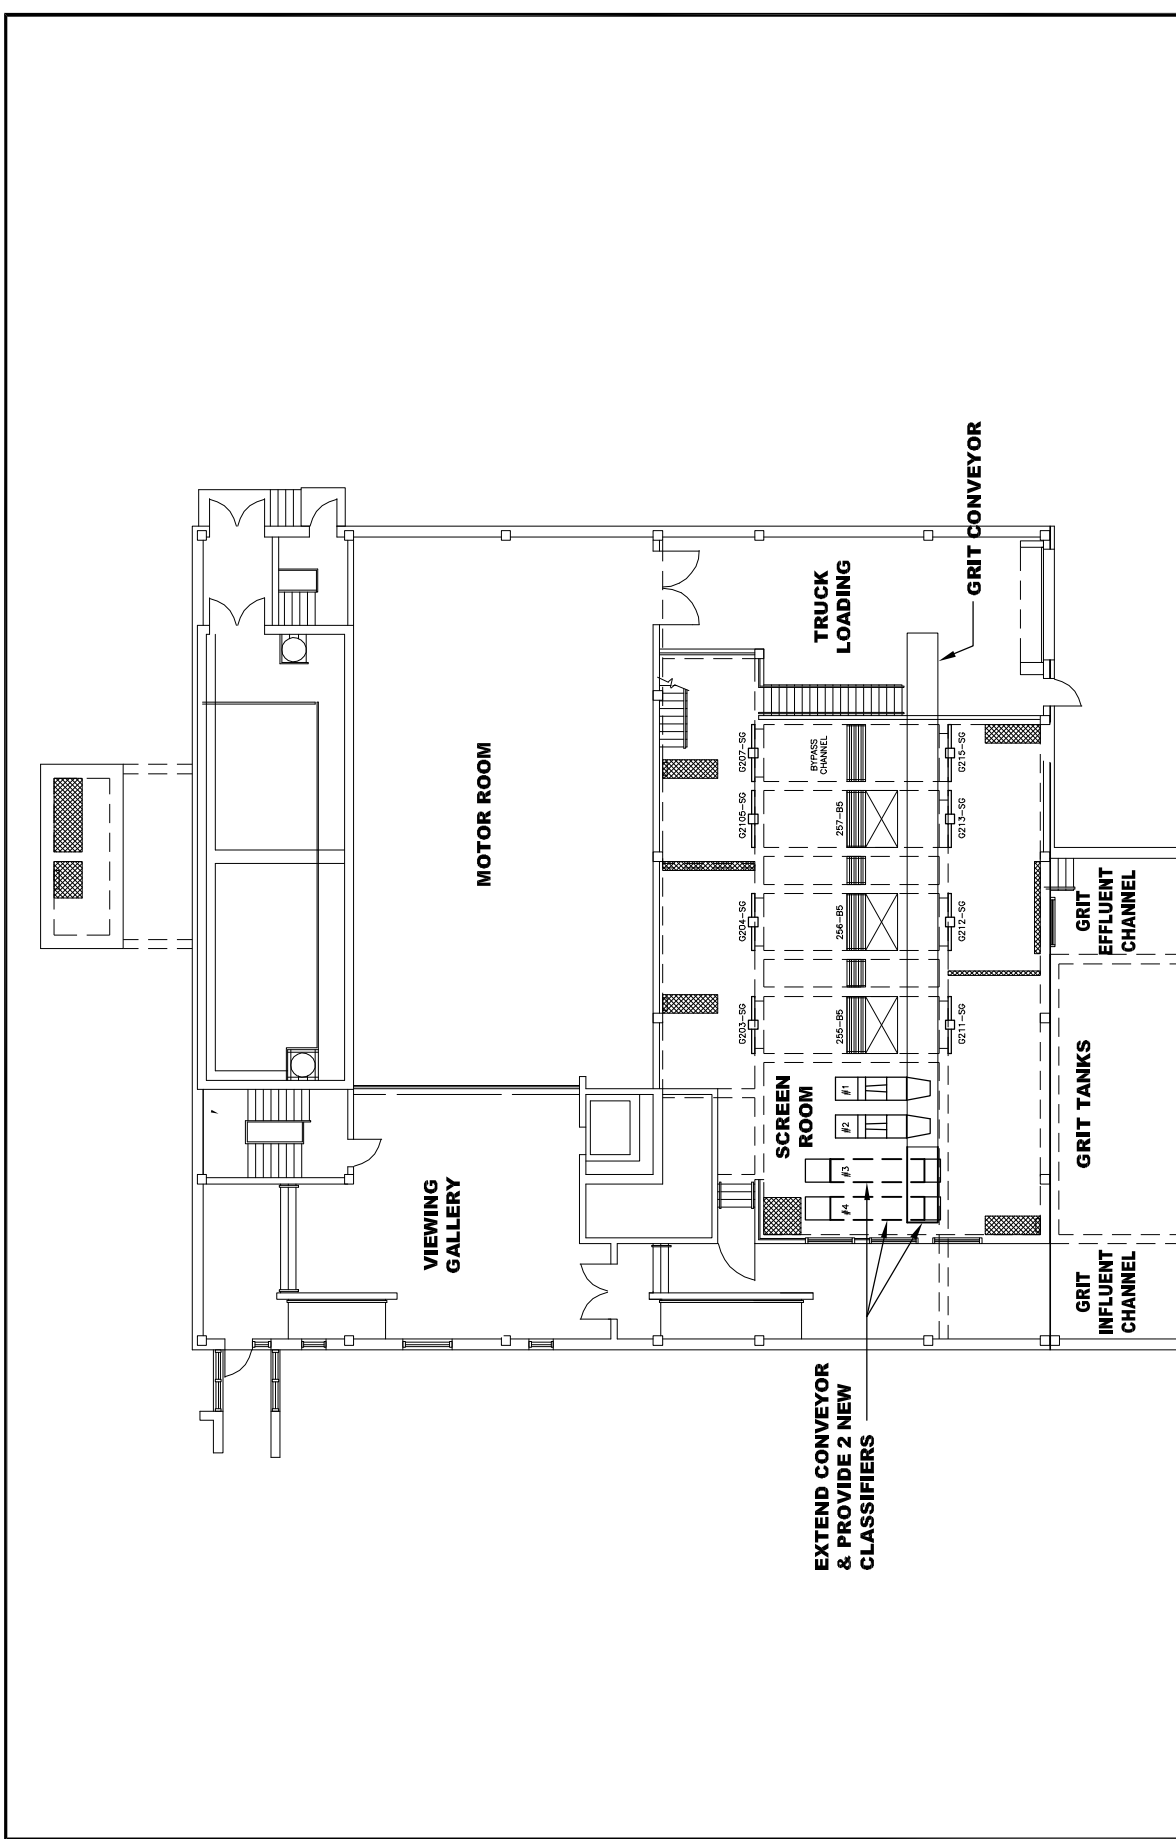 GRIT CONVEYOR
TRUCK
LOADING
MOTOR ROOM
BYPASS
CHANNEL
G207-SG
G215-SG
G2105-SG
257-B5
G213-SG
G204-SG
256-B5
G212-SG
G203-SG
255-B5
G211-SG
GRIT
EFFLUENT
CHANNEL
SCREEN
ROOM
#1
#2
#3
#4
GRIT TANKS
VIEWING
GALLERY
GRIT
INFLUENT
CHANNEL
EXTEND CONVEYOR
& PROVIDE 2 NEW
CLASSIFIERS